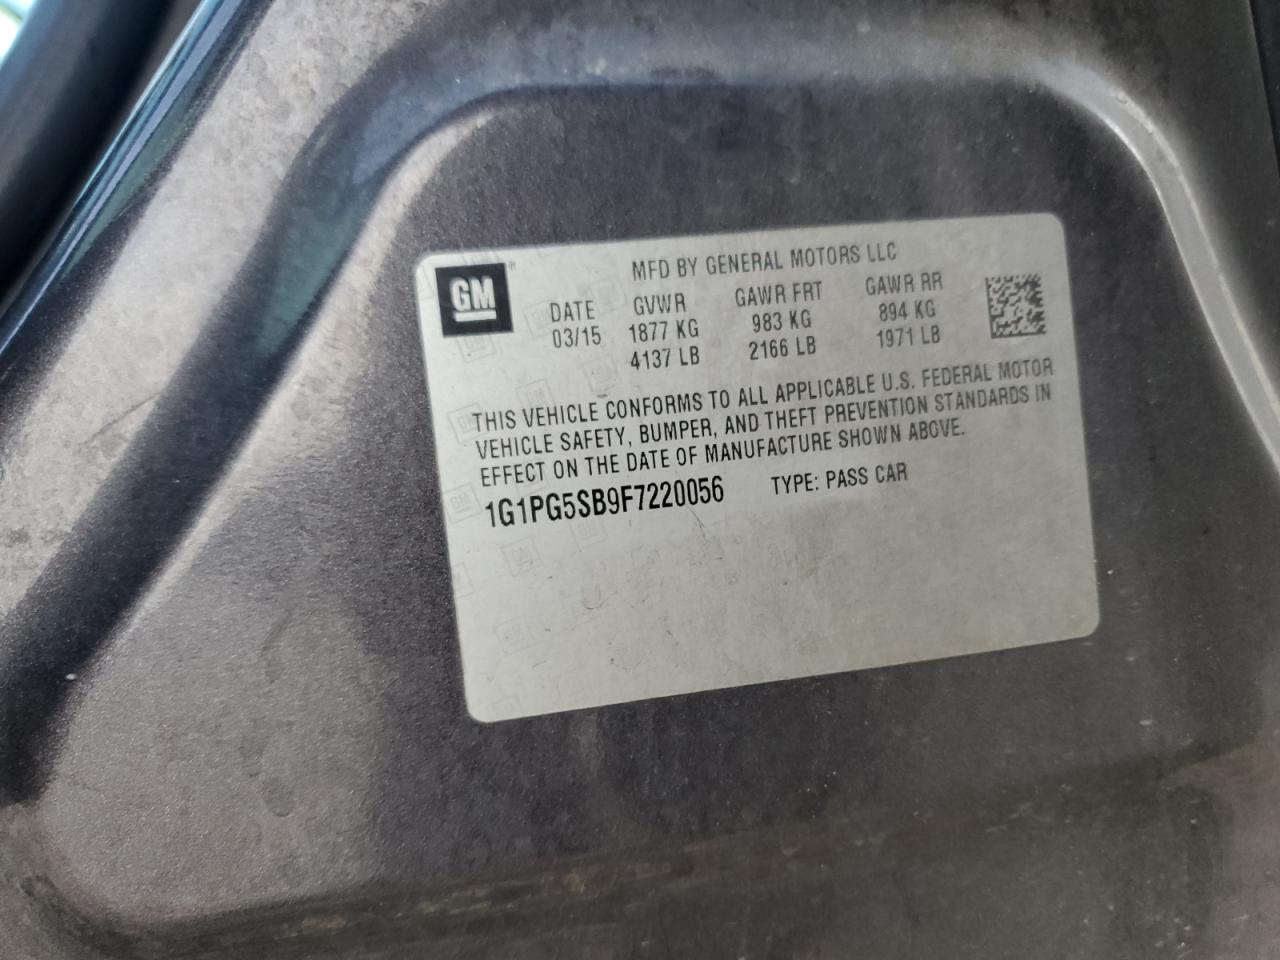 GM
MFD BY GENERAL MOTORS LLC
DATE GVWR GAWR FRT GAWR RR
03/15 1877 KG 983 KG 894 KG
4137 LB 2166 LB 1971 LB
THIS VEHICLE CONFORMS TO ALL APPLICABLE U.S. FEDERAL MOTOR
VEHICLE SAFETY, BUMPER, AND THEFT PREVENTION STANDARDS IN
EFFECT ON THE DATE OF MANUFACTURE SHOWN ABOVE.
1G1PG5SB9F7220056 TYPE: PASS CAR